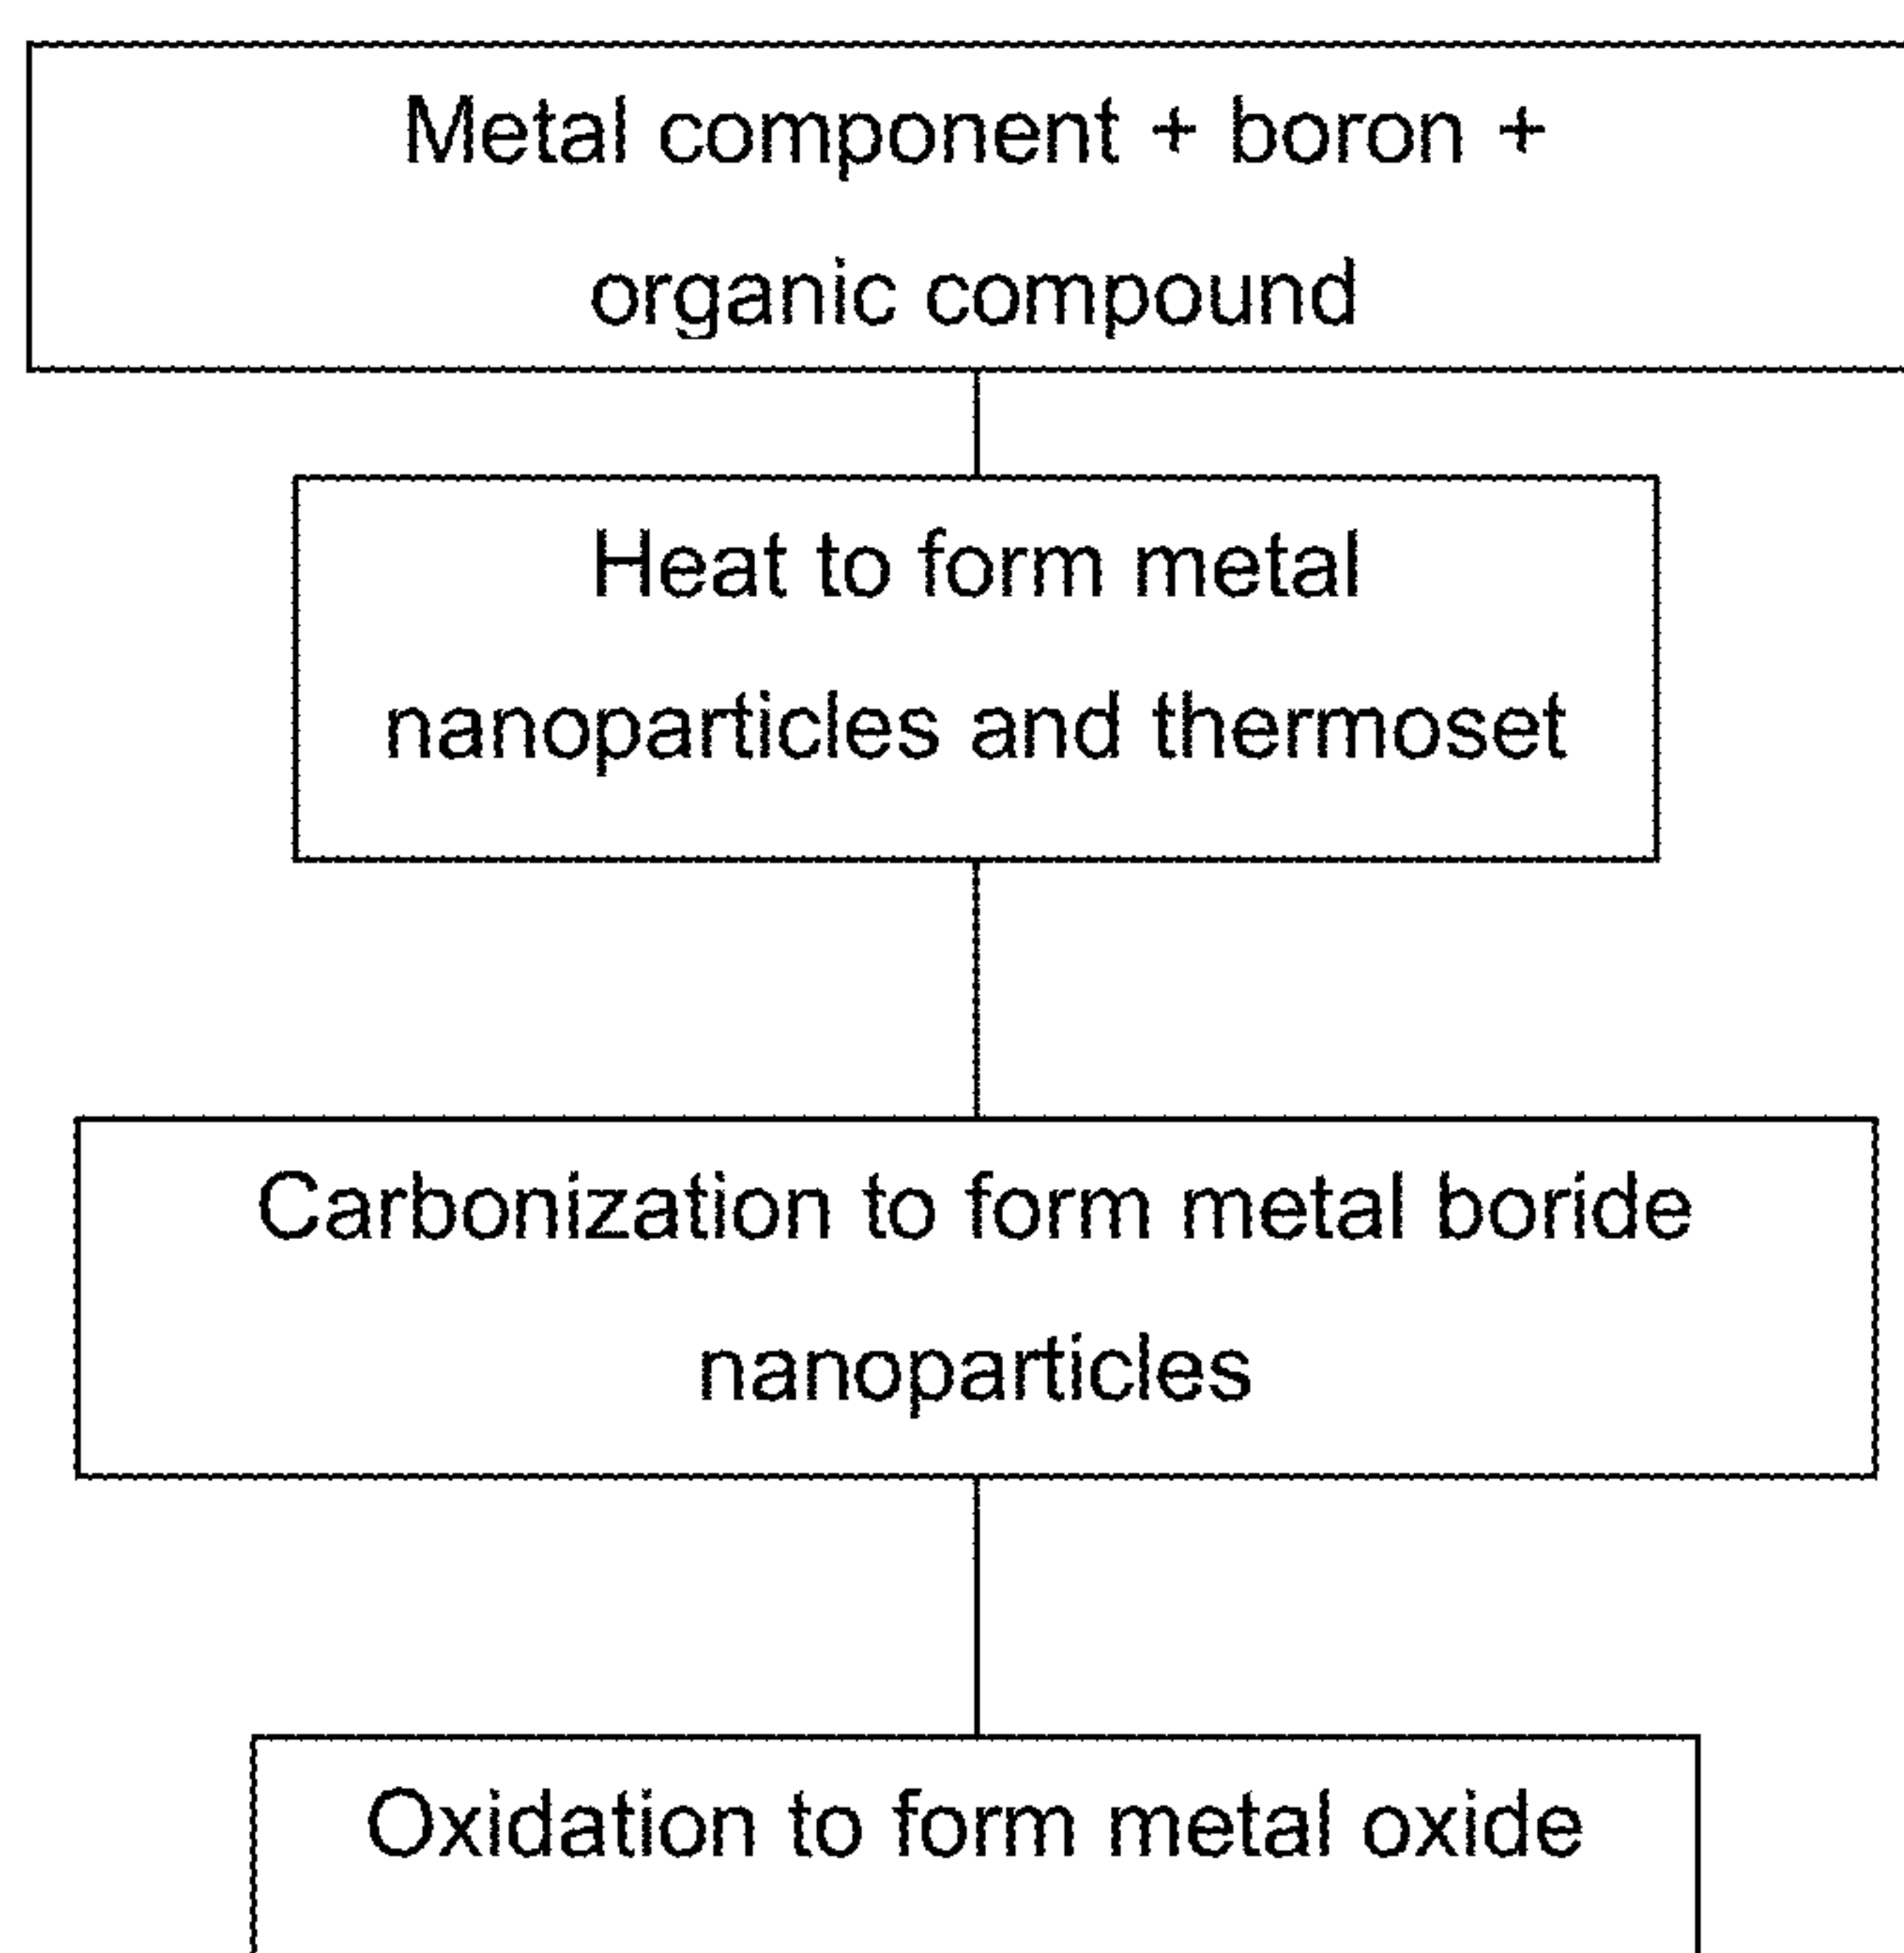 Metal component + boron +
organic compound
Heat to form metal
nanoparticles and thermoset
Carbonization to form metal boride
nanoparticles
Oxidation to form metal oxide